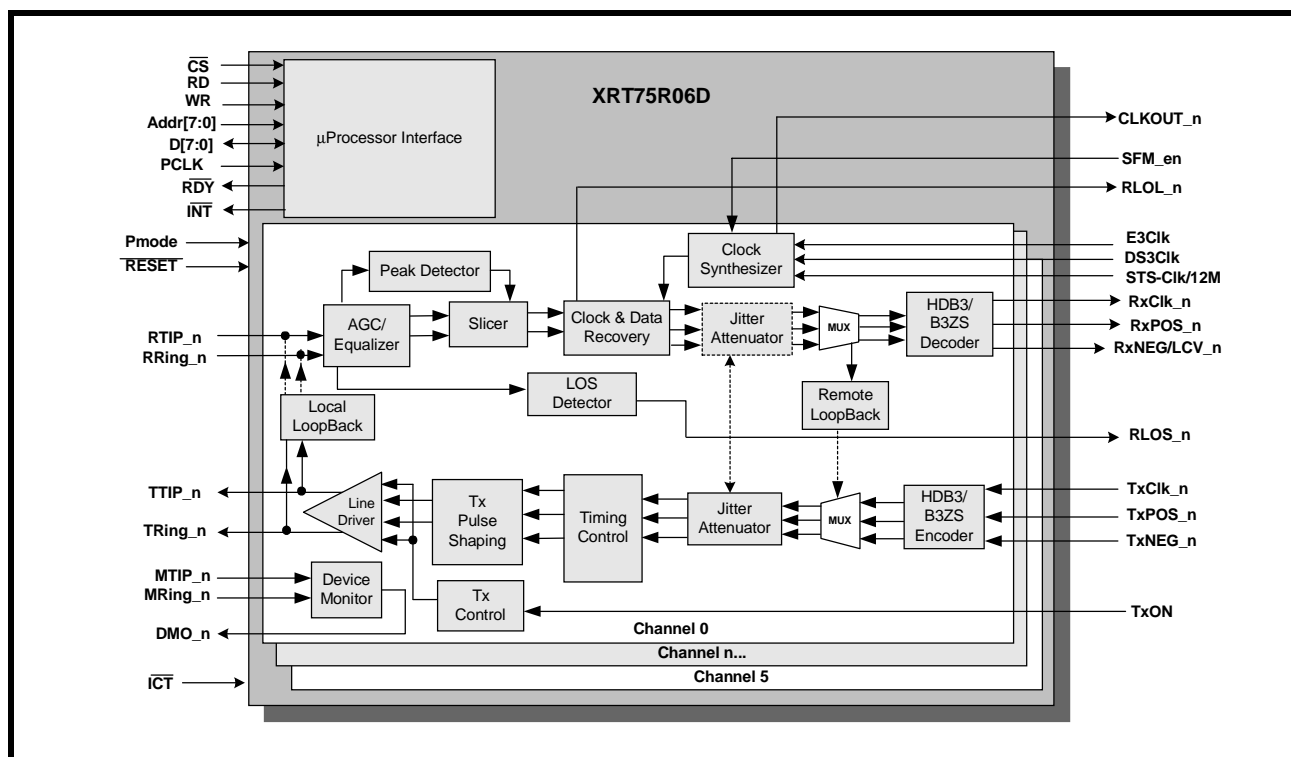 XRT75R06D
CS
RD
WR
Addr[7:0]
D[7:0]
PCLK
RDY
INT
µProcessor Interface
Pmode
RESET
CLKOUT_n
SFM_en
RLOL_n
E3Clk
DS3Clk
STS-Clk/12M
RxClk_n
RxPOS_n
RxNEG/LCV_n
Clock
Synthesizer
Peak Detector
RTIP_n
RRing_n
AGC/
Equalizer
Slicer
Clock & Data
Recovery
Jitter
Attenuator
MUX
HDB3/
B3ZS
Decoder
LOS
Detector
Remote
LoopBack
Local
LoopBack
RLOS_n
TTIP_n
TRing_n
Line
Driver
Tx
Pulse
Shaping
Timing
Control
Jitter
Attenuator
MUX
HDB3/
B3ZS
Encoder
TxClk_n
TxPOS_n
TxNEG_n
MTIP_n
MRing_n
DMO_n
Device
Monitor
Tx
Control
TxON
Channel 0
Channel n...
Channel 5
ICT